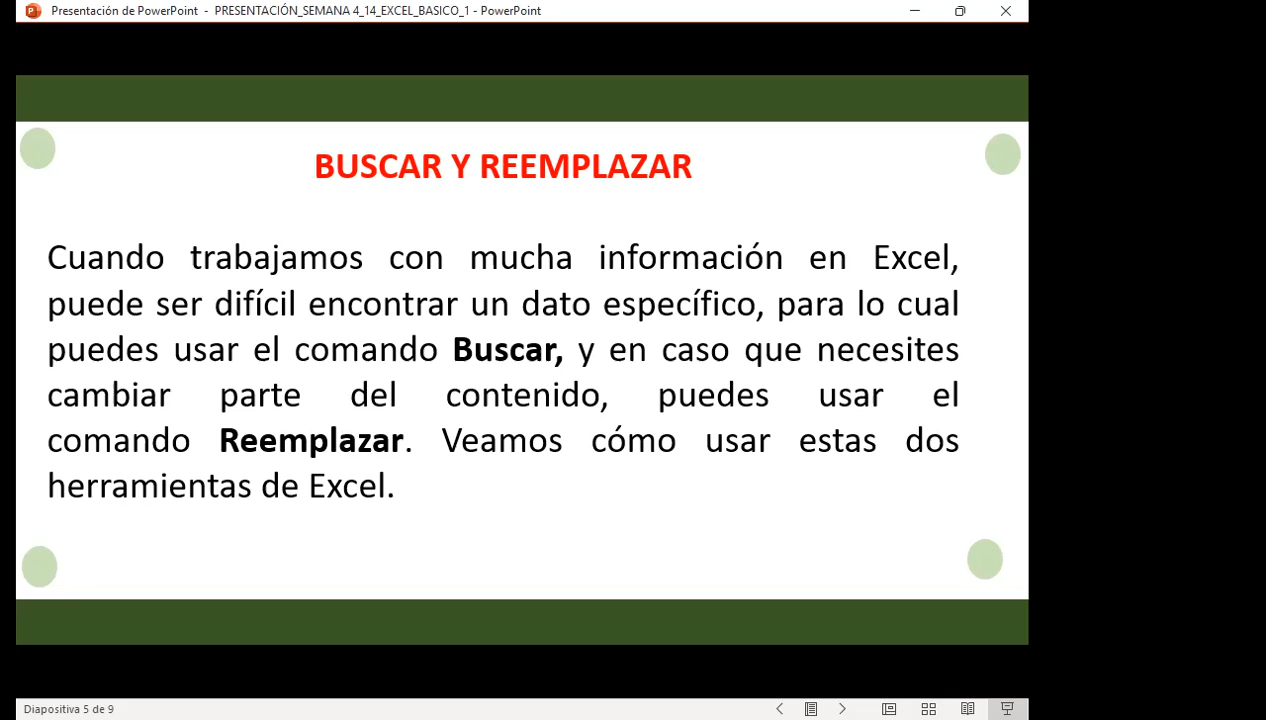 Presentación de PowerPoint - PRESENTACIÓN_SEMANA 4_14_EXCEL_BASICO_1 - PowerPoint
BUSCAR Y REEMPLAZAR
Cuando trabajamos con mucha información en Excel,
puede ser difícil encontrar un dato específico, para lo cual
puedes usar el comando Buscar, y en caso que necesites
cambiar parte del contenido, puedes usar el
comando Reemplazar. Veamos cómo usar estas dos
herramientas de Excel.
Diapositiva 5 de 9